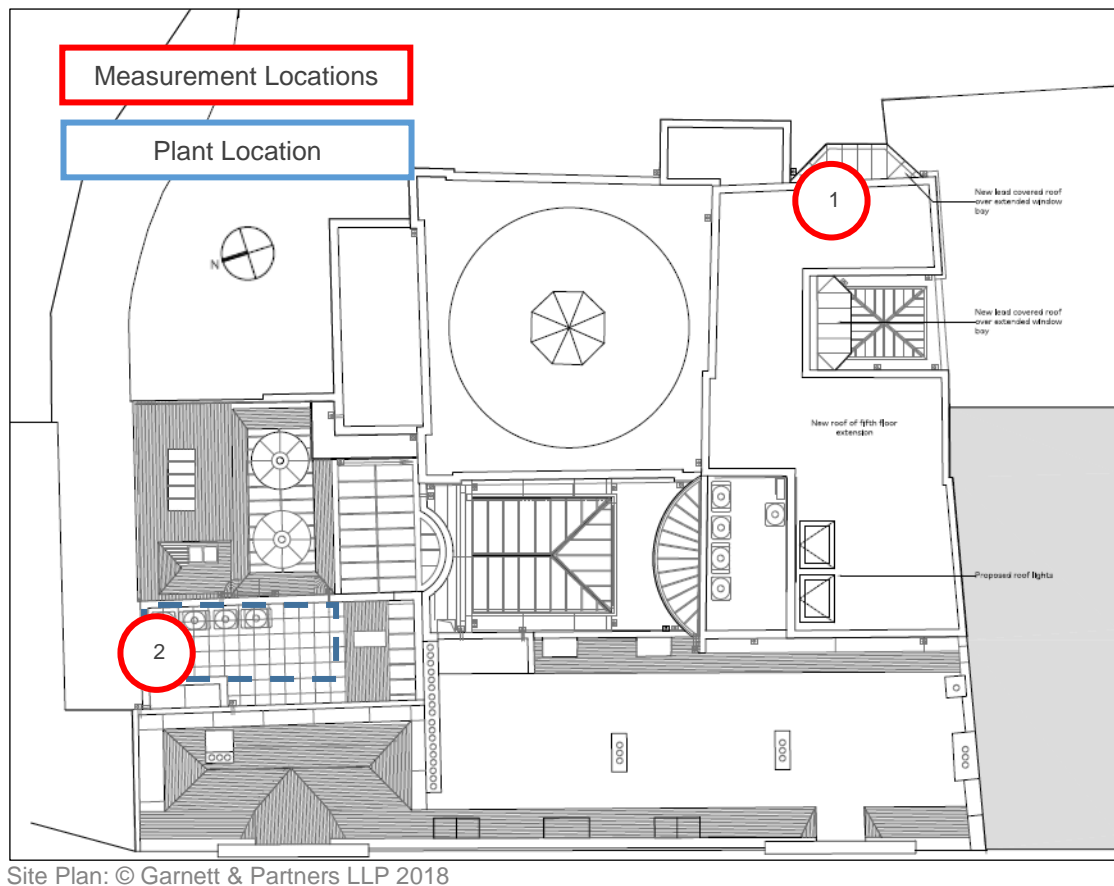 Measurement Locations
Plant Location
1
New lead covered roof
over extended window
bay
N
New lead covered roof
over extended window
bay
New roof of fifth floor
extension
Proposed roof lights
2
Site Plan: © Garnett & Partners LLP 2018